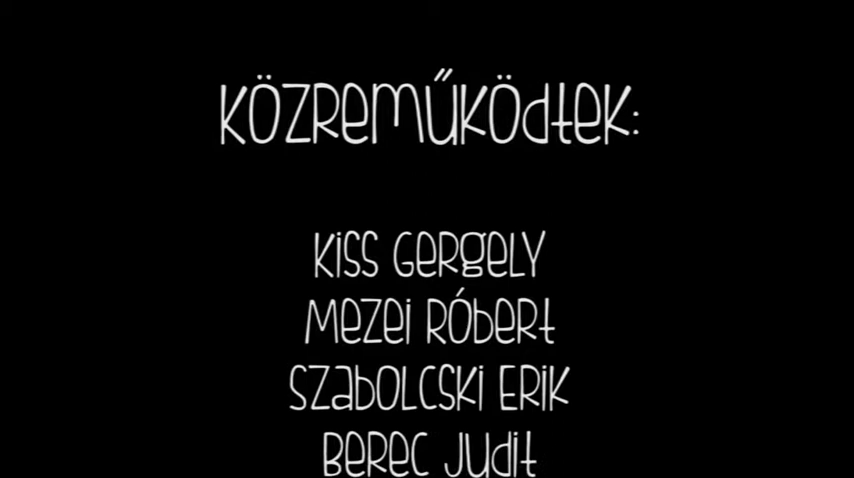 Közreműködtek:
Kiss Gergely
Mezei Róbert
Szabolcski Erik
Berec Judit